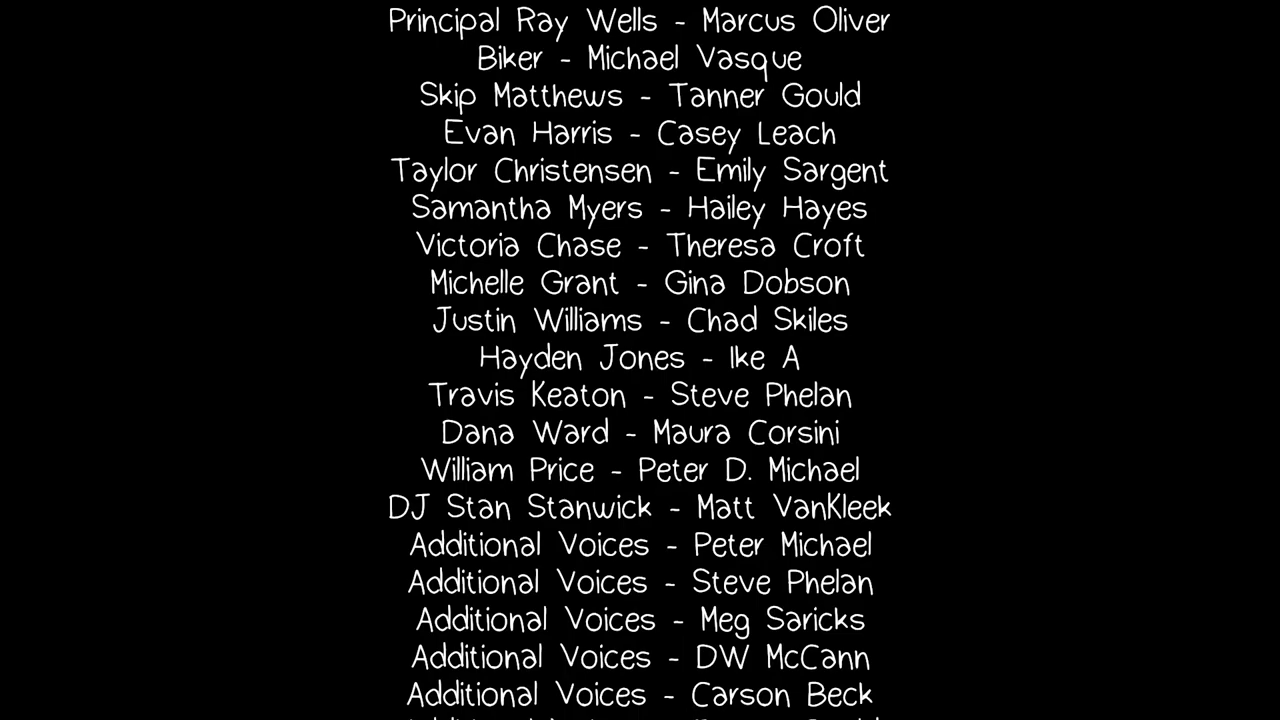 Principal Ray Wells - Marcus Oliver
Biker - Michael Vasque
Skip Matthews - Tanner Gould
Evan Harris - Casey Leach
Taylor Christensen - Emily Sargent
Samantha Myers - Hailey Hayes
Victoria Chase - Theresa Croft
Michelle Grant - Gina Dobson
Justin Williams - Chad Skiles
Hayden Jones - Ike A
Travis Keaton - Steve Phelan
Dana Ward - Maura Corsini
William Price - Peter D. Michael
DJ Stan Stanwick - Matt VanKleek
Additional Voices - Peter Michael
Additional Voices - Steve Phelan
Additional Voices - Meg Saricks
Additional Voices - DW McCann
Additional Voices - Carson Beck